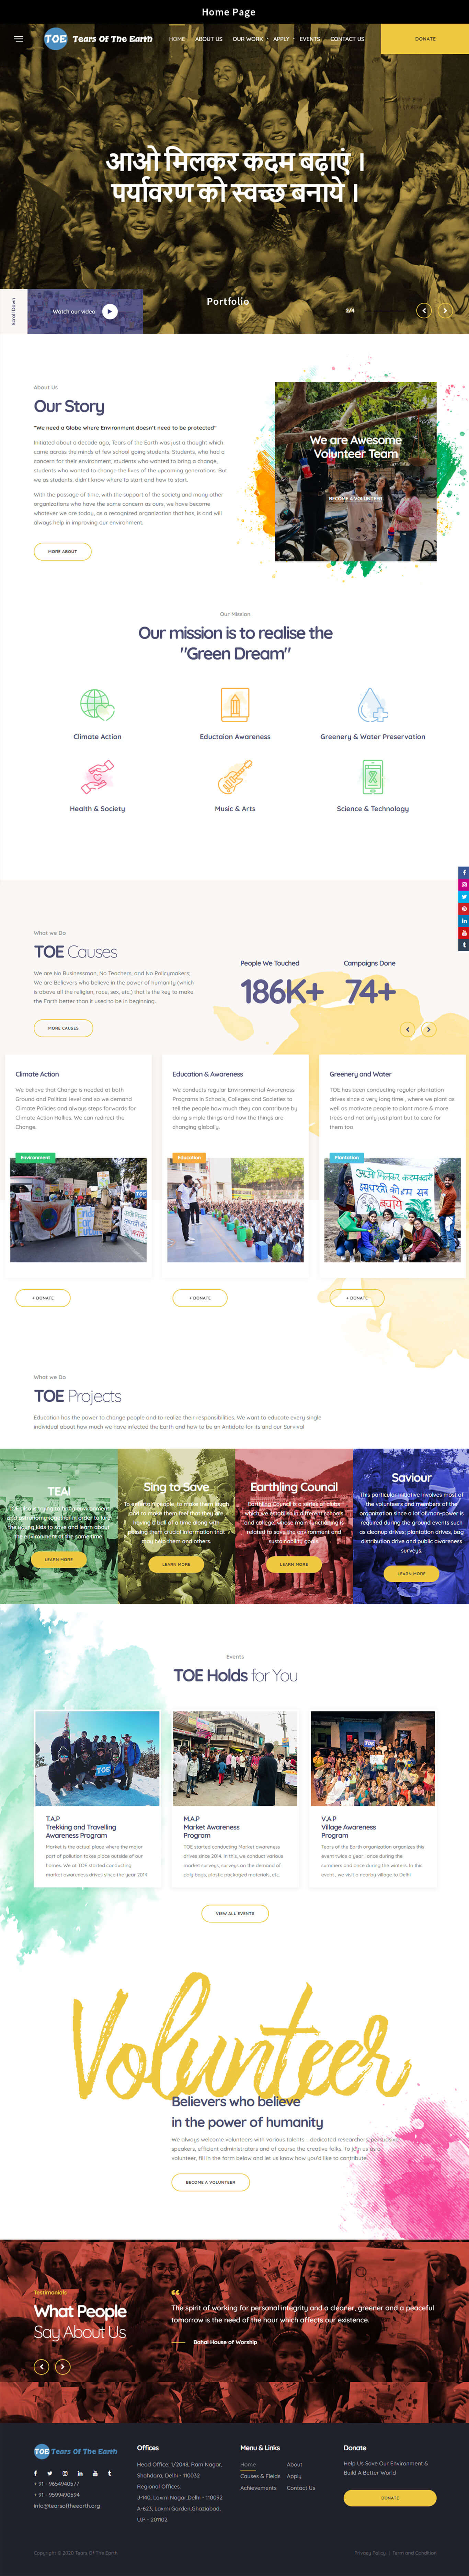 Home Page
TOE Tears Of The Earth
HOME ABOUT US OUR WORK APPLY EVENTS CONTACT US
DONATE
आओ मिलकर कदम बढ़ाएं ।
पर्यावरण को स्वच्छ बनाये ।
Scroll Down
Watch our video
Portfolio
2/4
About Us
Our Story
"We need a Globe where Environment doesn't need to be protected"
Initiated about a decade ago, Tears of the Earth was just a thought which
came across the minds of few school going students. Students, who had a
concern for their environment, students who wanted to bring a change,
students who wanted to change the lives of the upcoming generations. But
we as students, didn't know where to start and how to start.
With the passage of time, with the support of the society and many other
organizations who have the same concern as ours, we have become
whatever we are today, as a recognized organization that has, is and will
always help in improving our environment.
MORE ABOUT
We are Awesome
Volunteer Team
BECOME A VOLUNTEER
Our Mission
Our mission is to realise the
"Green Dream"
Climate Action
Eductaion Awareness
Greenery & Water Preservation
Health & Society
Music & Arts
Science & Technology
What we Do
TOE Causes
We are No Businessman, No Teachers, and No Policymakers;
We are Believers who believe in the power of humanity (which
is above all the religion, race, sex, etc.) that is the key to make
the Earth better than it used to be in beginning.
MORE CAUSES
People We Touched
186K+
Campaigns Done
74+
Climate Action
We believe that Change is needed at both
Ground and Political level and so we demand
Climate Policies and always steps forwards for
Climate Action Rallies. We can redirect the
Change.
Environment
+ DONATE
Education & Awareness
We conducts regular Environmental Awareness
Programs in Schools, Colleges and Societies to
tell the people how much they can contribute by
doing simple things and how the things are
changing globally.
Education
+ DONATE
Greenery and Water
TOE has been conducting regular plantation
drives since a very long time , where we plant as
well as motivate people to plant more & more
trees and not only just plant but to care for
them too
Plantation
+ DONATE
What we Do
TOE Projects
Education has the power to change people and to realize their responsibilities. We want to educate every single
individual about how much we have infected the Earth and how to be an Antidote for its and our Survival
TEAI
LEARN MORE
Sing to Save
LEARN MORE
Earthling Council
Earthling Council is a series of clubs
which we establish in different schools
and college, whose main functioning is
related to save the environment and
sustainability goals.
LEARN MORE
Saviour
This particular initiative involves most of
the volunteers and members of the
organization since a lot of man-power is
required during the ground events such
as cleanup drives, plantation drives, bag
distribution drive and public awareness
surveys.
LEARN MORE
Events
TOE Holds for You
T.A.P
Trekking and Travelling
Awareness Program
Market is the actual place where the major
part of pollution takes place outside of our
homes. We at TOE started conducting
market awareness drives since the year 2014
M.A.P
Market Awareness
Program
TOE started conducting Market awareness
drives since 2014. In this, we conduct various
market surveys, surveys on the demand of
poly bags, plastic packaged materials, etc.
V.A.P
Village Awareness
Program
Tears of the Earth organization organizes this
event twice a year , once during the
summers and once during the winters. In this
event , we visit a nearby village to Delhi
VIEW ALL EVENTS
Volunteer
Believers who believe
in the power of humanity
We always welcome volunteers with various talents – dedicated researchers, persuasive
speakers, efficient administrators and of course the creative folks. To join us as a
volunteer, fill in the form below and let us know how you'd like to contribute.
BECOME A VOLUNTEER
Testimonials
What People
Say About Us
The spirit of working for personal integrity and a cleaner, greener and a peaceful
tomorrow is the need of the hour which affects our existence.
Bahai House of Worship
TOE Tears Of The Earth
+ 91 - 9654940577
+ 91 - 9599490594
info@tearsoftheearth.org
Offices
Head Office: 1/2048, Ram Nagar,
Shahdara, Delhi - 110032
Regional Offices:
J-140, Laxmi Nagar,Delhi - 110092
A-623, Laxmi Garden,Ghaziabad,
U.P - 201102
Menu & Links
Home About
Causes & Fields Apply
Achievements Contact Us
Donate
Help Us Save Our Environment &
Build A Better World
DONATE
Copyright © 2020 Tears Of The Earth
Privacy Policy | Term and Condition